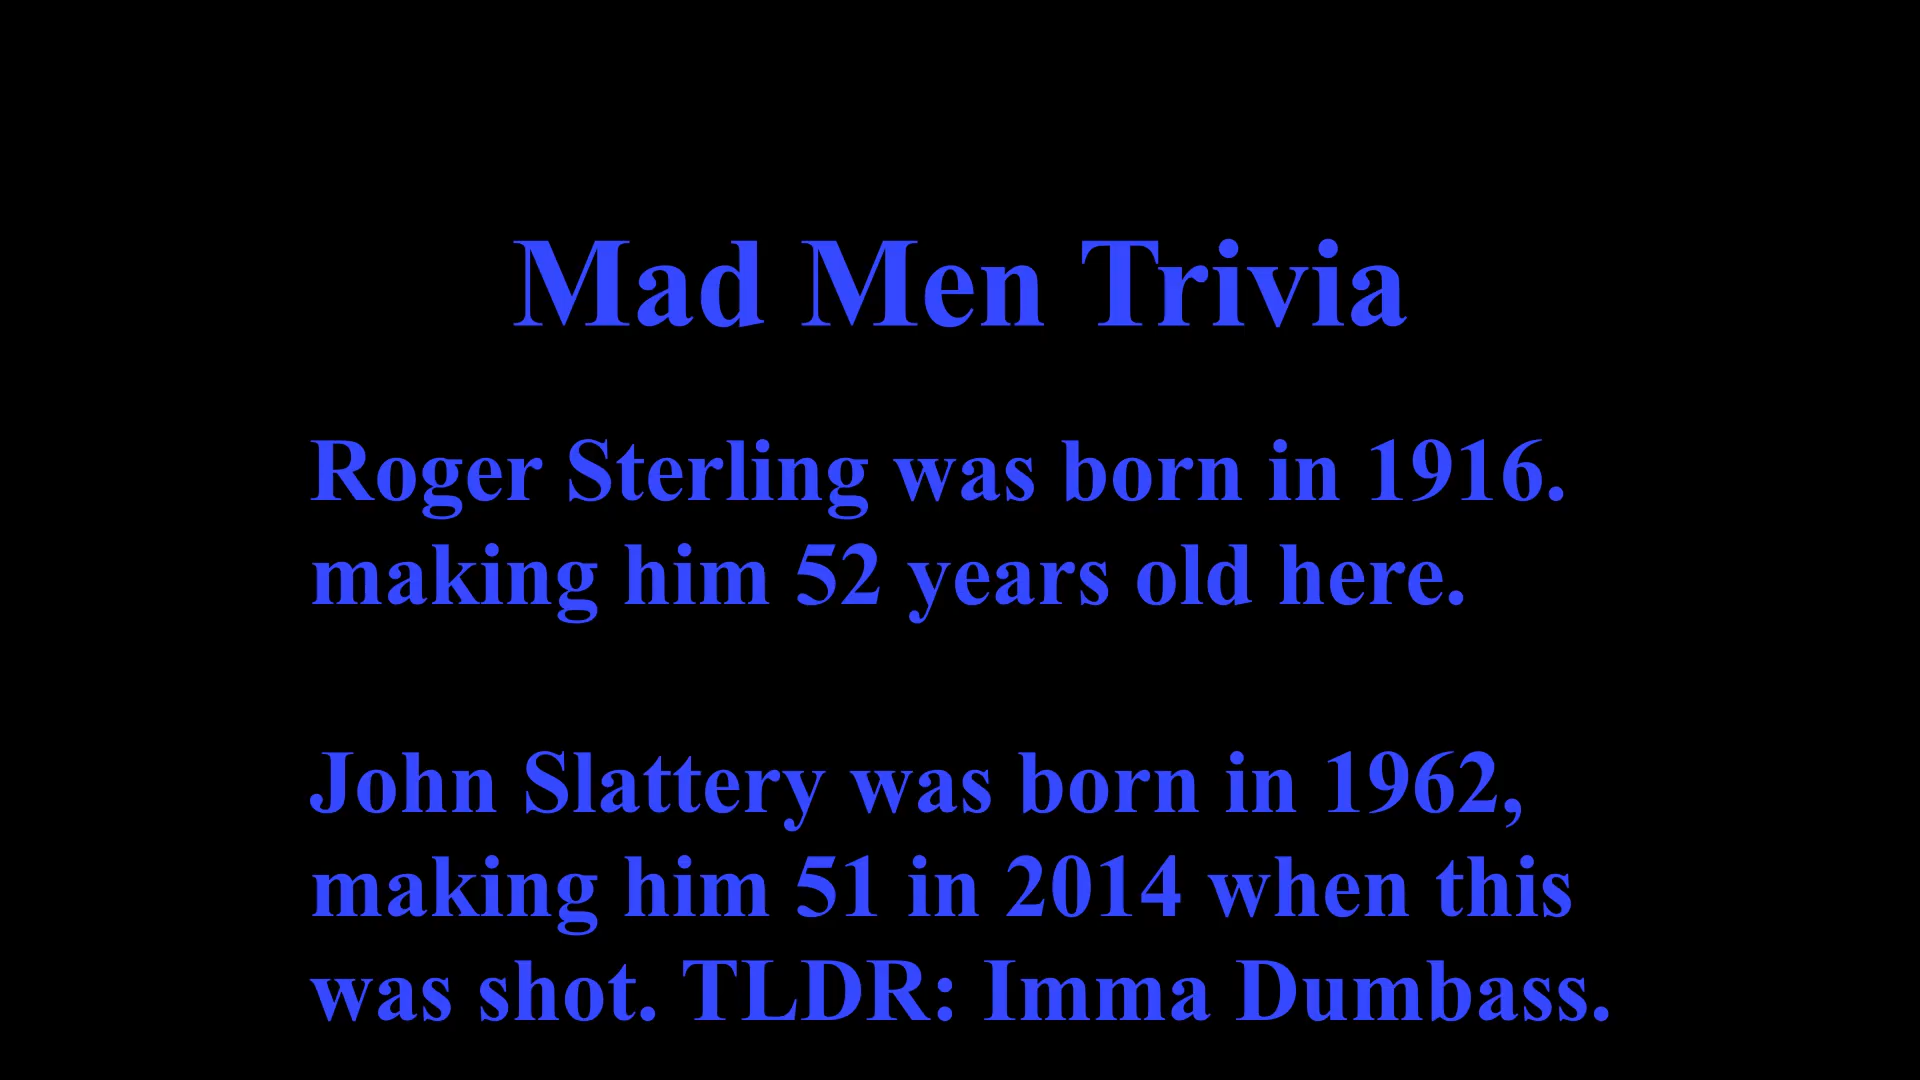 Mad Men Trivia
Roger Sterling was born in 1916.
making him 52 years old here.
John Slattery was born in 1962,
making him 51 in 2014 when this
was shot. TLDR: Imma Dumbass.